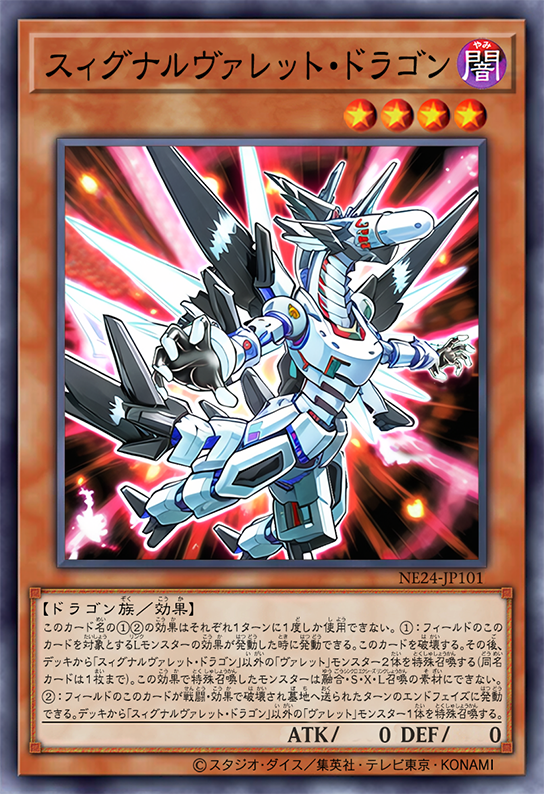 スィグナルヴァレット・ドラゴン
闇
NE24-JP101
【ドラゴン族／効果】
このカード名の①②の効果はそれぞれ1ターンに1度しか使用できない。①：フィールドのこの
カードを対象とするLモンスターの効果が発動した時に発動できる。このカードを破壊する。その後、
デッキから「スィグナルヴァレット・ドラゴン」以外の「ヴァレット」モンスター2体を特殊召喚する（同名
カードは1枚まで）。この効果で特殊召喚したモンスターは融合・S・X・L召喚の素材にできない。
②：フィールドのこのカードが戦闘・効果で破壊され墓地へ送られたターンのエンドフェイズに発動
できる。デッキから「スィグナルヴァレット・ドラゴン」以外の「ヴァレット」モンスター1体を特殊召喚する。
ATK/ 0 DEF/ 0
©スタジオ・ダイス／集英社・テレビ東京・KONAMI